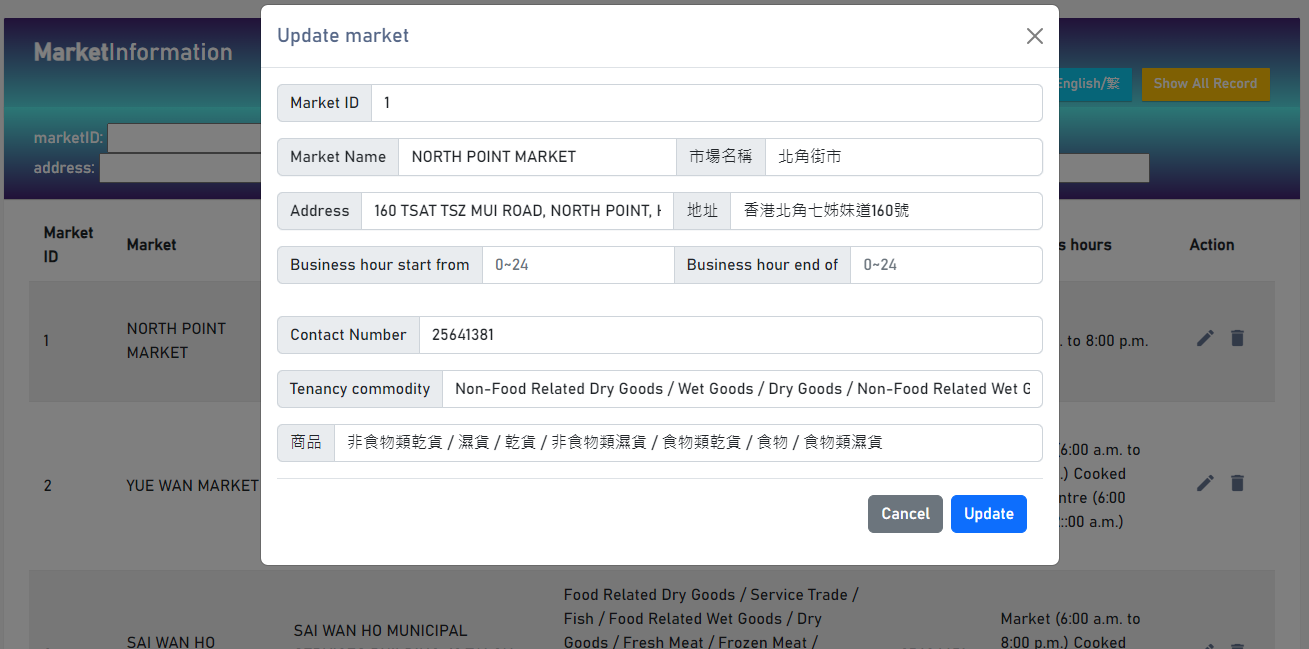 Update market
MarketInformation
English/繁
Show All Record
marketID:
address:
Market ID 1
Market Name NORTH POINT MARKET 市場名稱 北角街市
Address 160 TSAT TSZ MUI ROAD, NORTH POINT, 地址 香港北角七姊妹道160號
Business hour start from 0~24 Business hour end of 0~24
Contact Number 25641381
Tenancy commodity Non-Food Related Dry Goods / Wet Goods / Dry Goods / Non-Food Related Wet G
商品 非食物類乾貨 / 濕貨 / 乾貨 / 非食物類濕貨 / 食物類乾貨 / 食物 / 食物類濕貨
Cancel Update
Market
ID
Market
s hours
Action
1
NORTH POINT
MARKET
. to 8:00 p.m.
2
YUE WAN MARKET
(6:00 a.m. to
.) Cooked
ntre (6:00
:00 a.m.)
SAI WAN HO
SAI WAN HO MUNICIPAL
Food Related Dry Goods / Service Trade /
Fish / Food Related Wet Goods / Dry
Goods / Fresh Meat / Frozen Meat /
Market (6:00 a.m. to
8:00 p.m.) Cooked